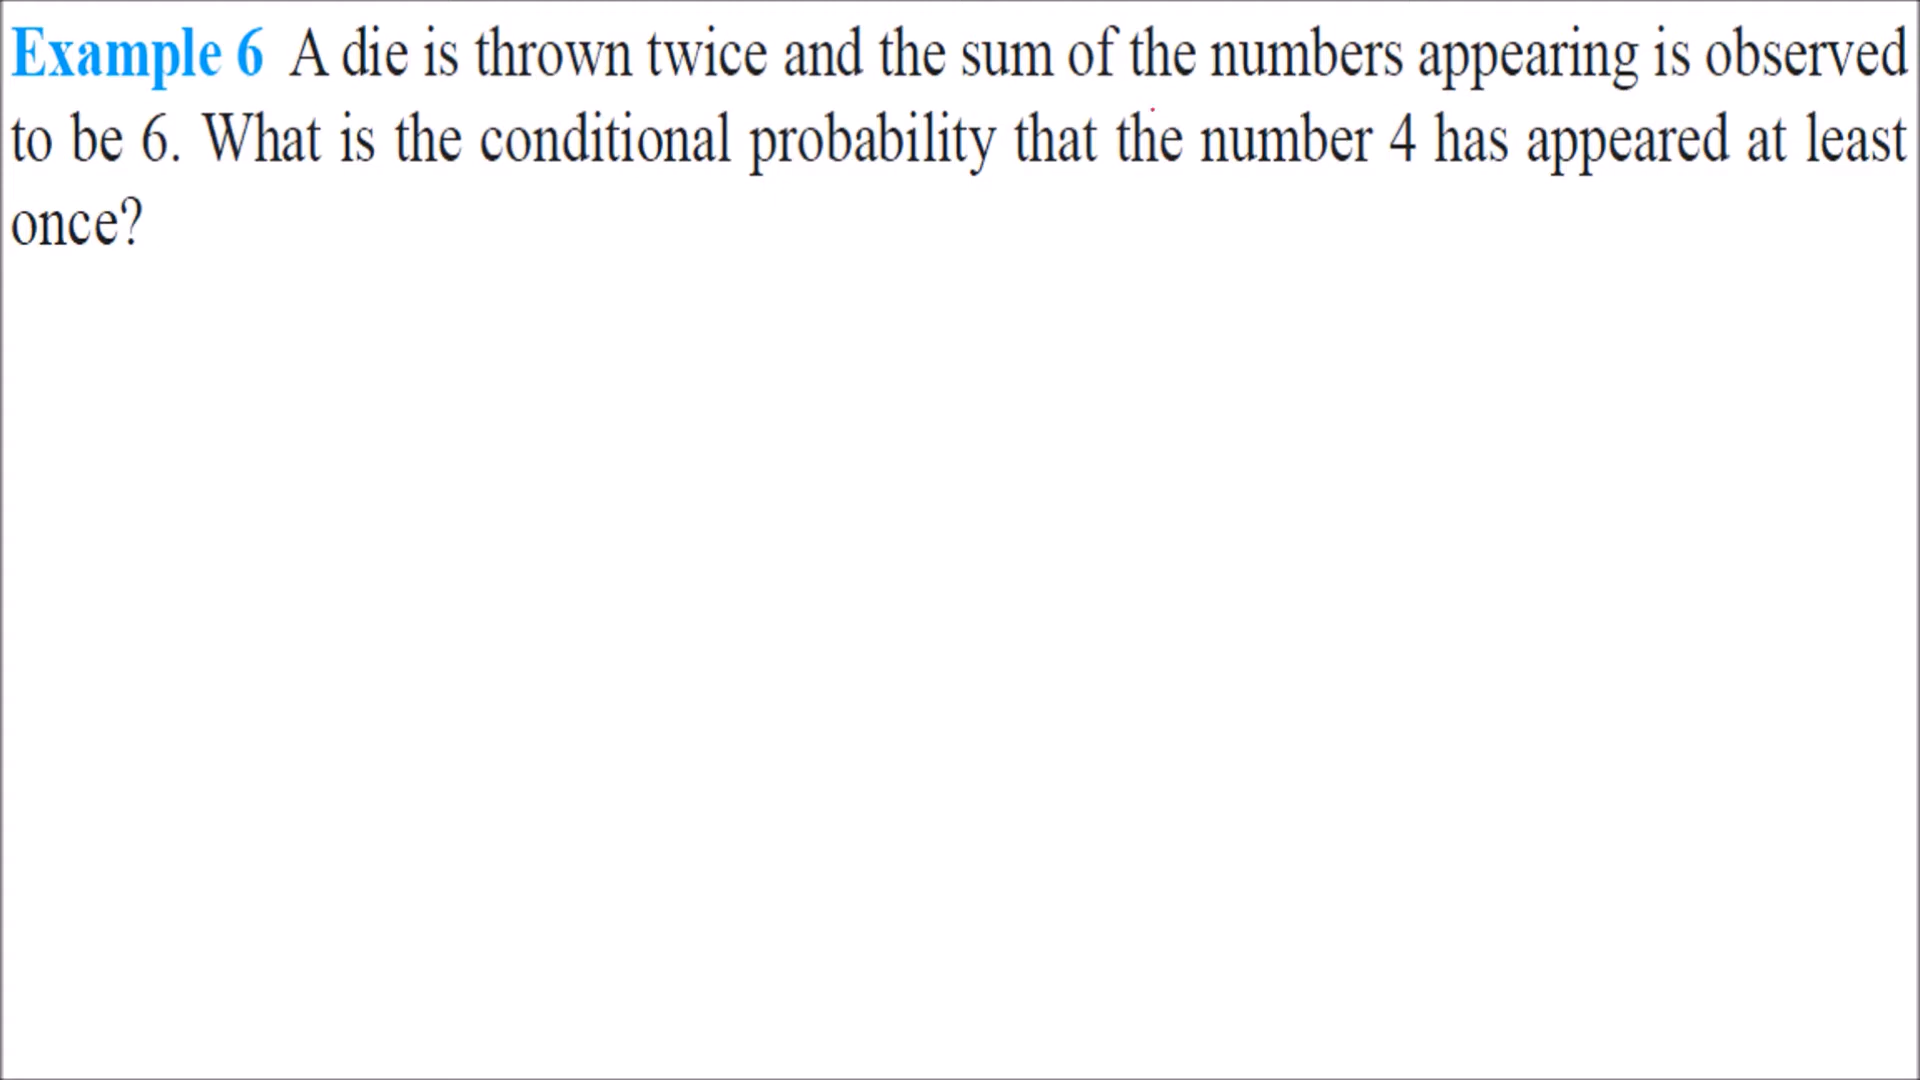 Example 6 A die is thrown twice and the sum of the numbers appearing is observed
to be 6. What is the conditional probability that the number 4 has appeared at least
once?